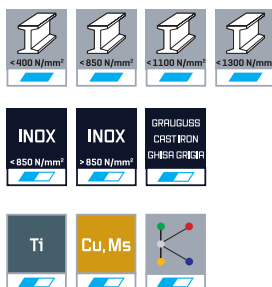 <400 N/mm² <850 N/mm² <1100 N/mm² <1300 N/mm²
INOX INOX GRAUGUSS
CAST IRON
GHISA GRIGIA
<850 N/mm² >850 N/mm²
Ti Cu, Ms